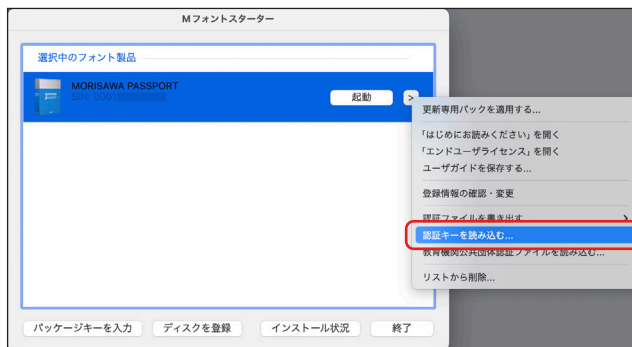 Mフォントスターター
選択中のフォント製品
MORISAWA PASSPORT
S/N: 0001
起動
>
更新専用パックを適用する...
「はじめにお読みください」を開く
「エンドユーザライセンス」を開く
ユーザガイドを保存する...
登録情報の確認・変更
認証ファイルを書き出す
認証キーを読み込む...
教育機関公共団体認証ファイルを読み込む...
リストから削除...
パッケージキーを入力
ディスクを登録
インストール状況
終了